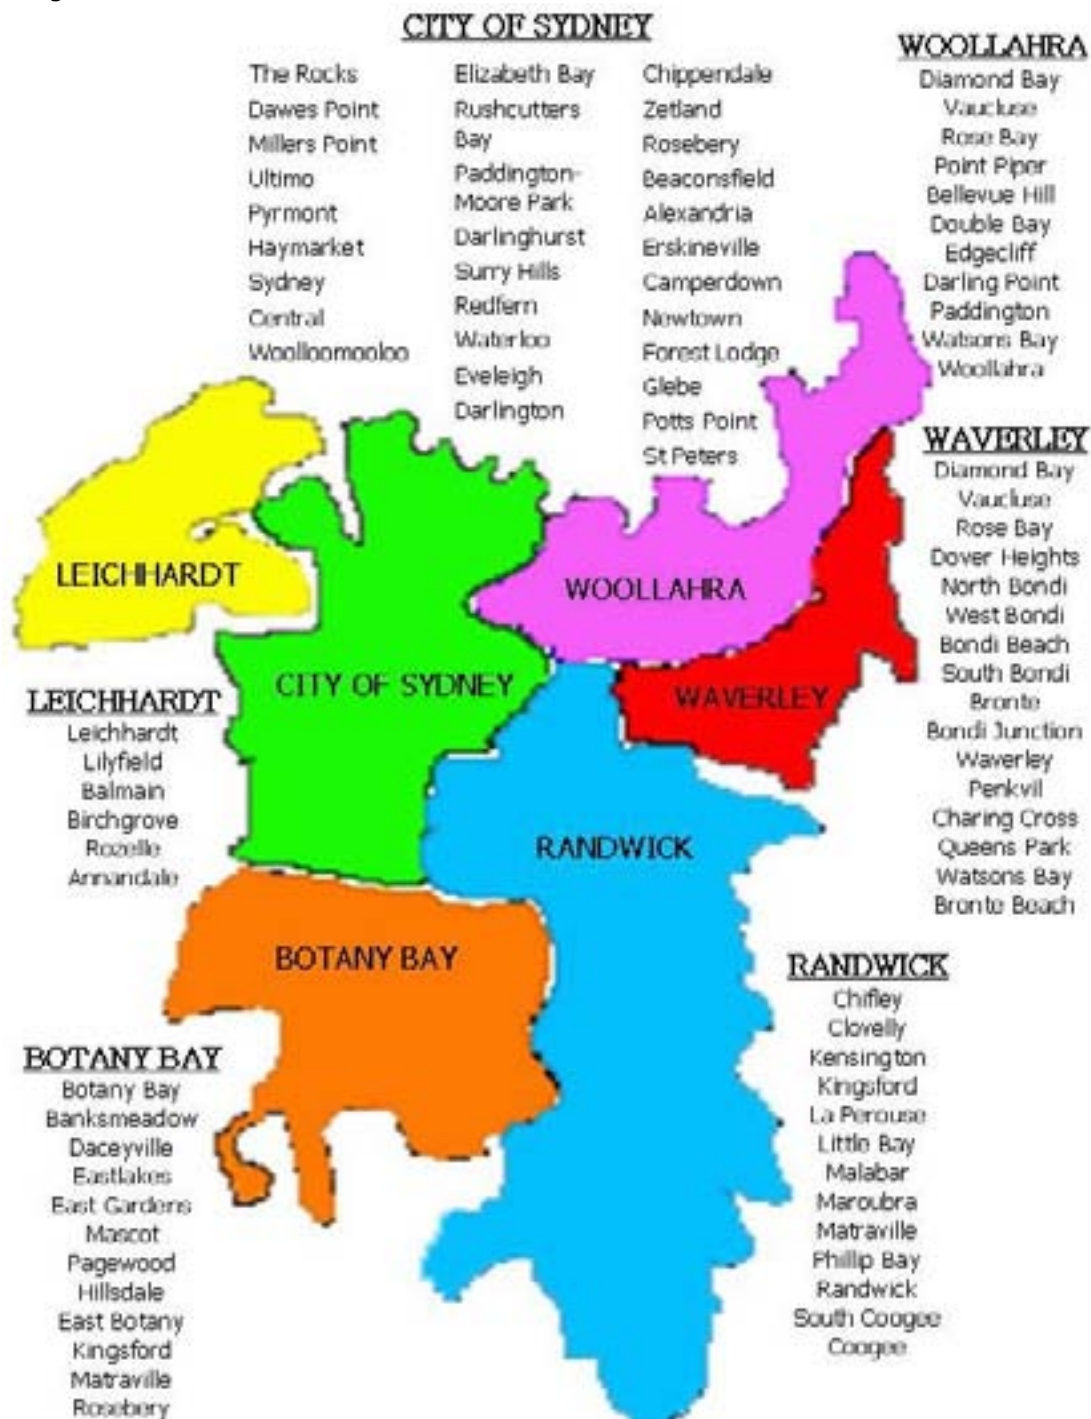 CITY OF SYDNEY
The Rocks
Dawes Point
Millers Point
Ultimo
Pyrmont
Haymarket
Sydney
Central
Woolloomooloo
Elizabeth Bay
Rushcutters
Bay
Paddington-
Moore Park
Darlinghurst
Surry Hills
Redfern
Waterloo
Eveleigh
Darlington
Chippendale
Zetland
Rosebery
Beaconsfield
Alexandria
Erskineville
Camperdown
Newtown
Forest Lodge
Glebe
Potts Point
St Peters
WOOLLAHRA
Diamond Bay
Vaucluse
Rose Bay
Point Piper
Bellevue Hill
Double Bay
Edgecliff
Darling Point
Paddington
Watsons Bay
Woollahra
WAVERLEY
Diamond Bay
Vaucluse
Rose Bay
Dover Heights
North Bondi
West Bondi
Bondi Beach
South Bondi
Bronte
Bondi Junction
Waverley
Penkvil
Charing Cross
Queens Park
Watsons Bay
Bronte Beach
LEICHHARDT
WOOLLAHRA
CITY OF SYDNEY
WAVERLEY
RANDWICK
BOTANY BAY
LEICHHARDT
Leichhardt
Lilyfield
Balmain
Birchgrove
Rozelle
Annandale
RANDWICK
Chifley
Clovelly
Kensington
Kingsford
La Perouse
Little Bay
Malabar
Maroubra
Matraville
Phillip Bay
Randwick
South Coogee
Coogee
BOTANY BAY
Botany Bay
Banksmeadow
Daceyville
Eastlakes
East Gardens
Mascot
Pagewood
Hillsdale
East Botany
Kingsford
Matraville
Rosebery